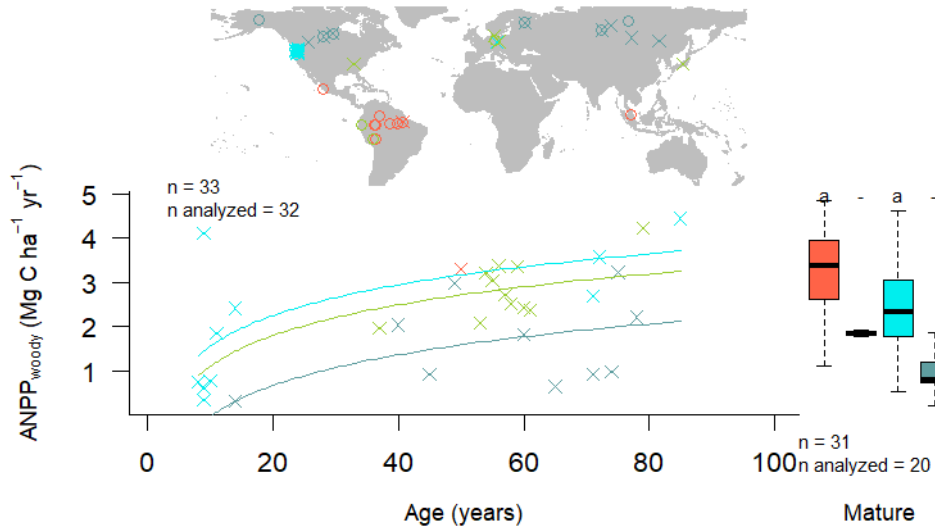 n = 33
n analyzed = 32
a - a -
ANPPwoody (Mg C ha−1 yr−1)
5
4
3
2
1
0 20 40 60 80 100
n = 31
n analyzed = 20
Age (years)
Mature